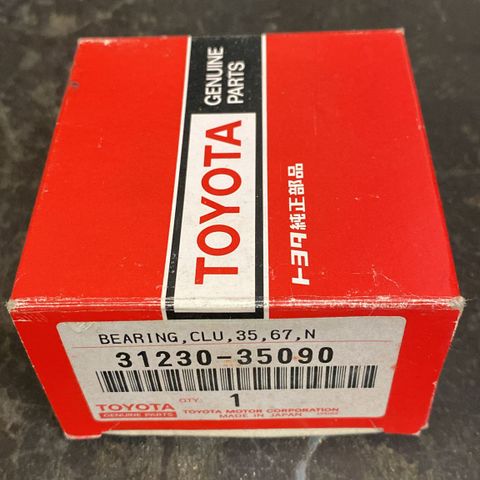 TOYOTA
GENUINE
PARTS
トヨタ純正部品
BEARING,CLU,35,67,N
31230-35090
QTY. 1
TOYOTA
GENUINE PARTS
TOYOTA MOTOR CORPORATION
MADE IN JAPAN